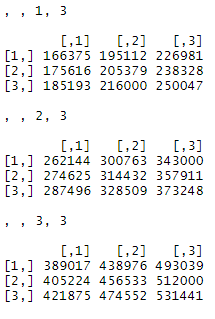 , , 1, 3
[,1] [,2] [,3]
[1,] 166375 195112 226981
[2,] 175616 205379 238328
[3,] 185193 216000 250047
, , 2, 3
[,1] [,2] [,3]
[1,] 262144 300763 343000
[2,] 274625 314432 357911
[3,] 287496 328509 373248
, , 3, 3
[,1] [,2] [,3]
[1,] 389017 438976 493039
[2,] 405224 456533 512000
[3,] 421875 474552 531441